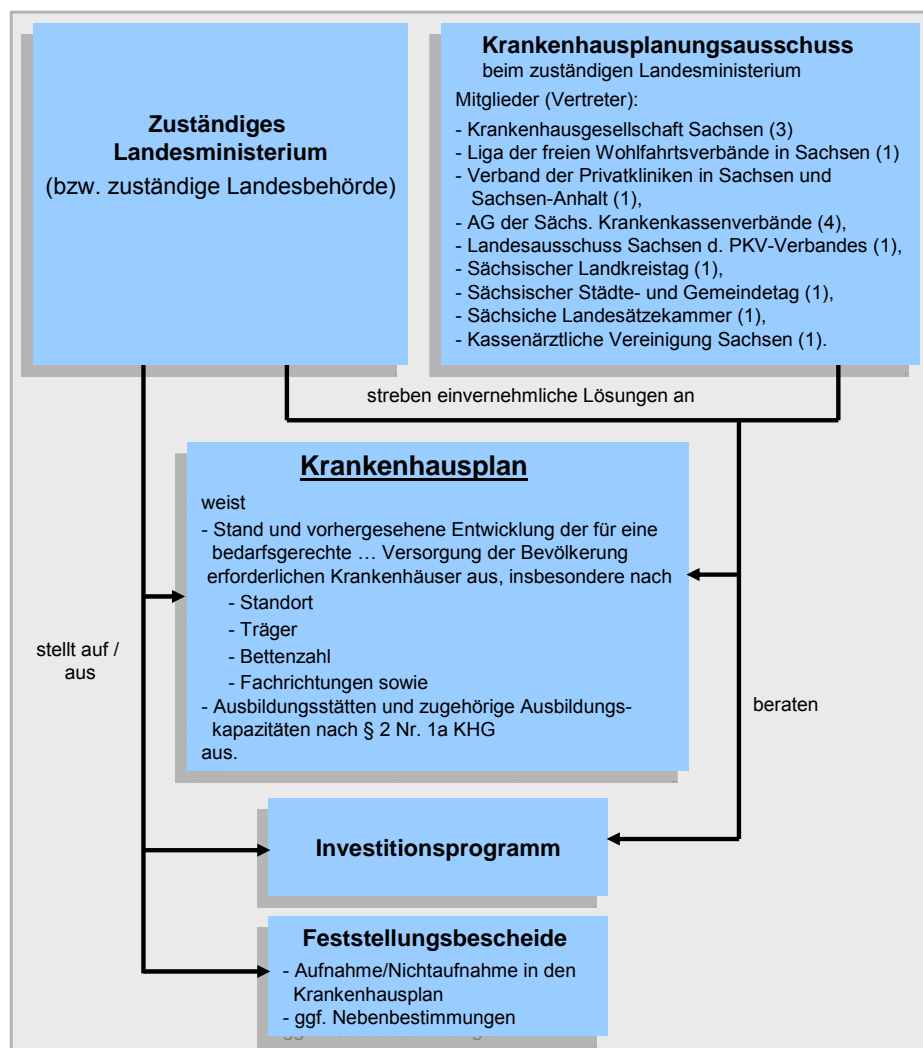 Zuständiges
Landesministerium
(bzw. zuständige Landesbehörde)
Krankenhausplanungsausschuss
beim zuständigen Landesministerium
Mitglieder (Vertreter):
- Krankenhausgesellschaft Sachsen (3)
- Liga der freien Wohlfahrtsverbände in Sachsen (1)
- Verband der Privatkliniken in Sachsen und
Sachsen-Anhalt (1),
- AG der Sächs. Krankenkassenverbände (4),
- Landesausschuss Sachsen d. PKV-Verbandes (1),
- Sächsischer Landkreistag (1),
- Sächsischer Städte- und Gemeindetag (1),
- Sächsiche Landesätzekammer (1),
- Kassenärztliche Vereinigung Sachsen (1).
streben einvernehmliche Lösungen an
Krankenhausplan
weist
- Stand und vorhergesehene Entwicklung der für eine
bedarfsgerechte … Versorgung der Bevölkerung
erforderlichen Krankenhäuser aus, insbesondere nach
- Standort
- Träger
- Bettenzahl
- Fachrichtungen sowie
- Ausbildungsstätten und zugehörige Ausbildungs-
kapazitäten nach § 2 Nr. 1a KHG
aus.
stellt auf /
aus
beraten
Investitionsprogramm
Feststellungsbescheide
- Aufnahme/Nichtaufnahme in den
Krankenhausplan
- ggf. Nebenbestimmungen